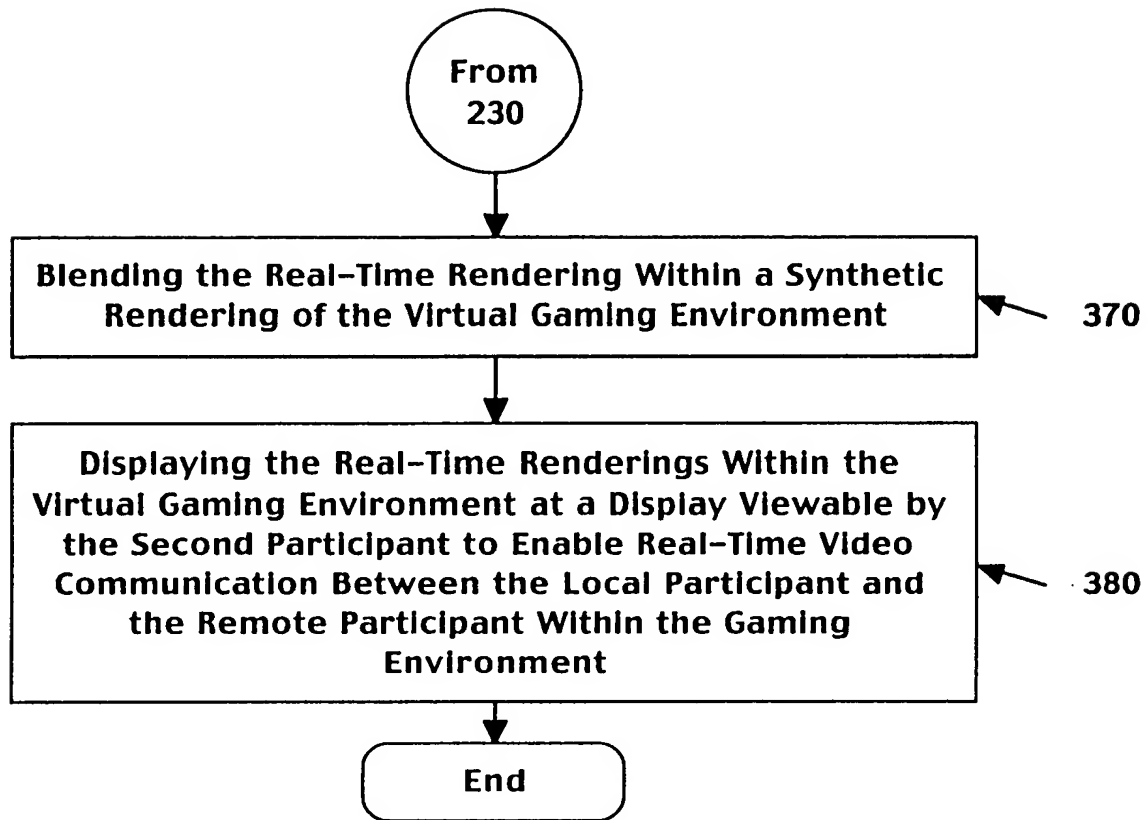 From
230
Blending the Real-Time Rendering Within a Synthetic
Rendering of the Virtual Gaming Environment
370
Displaying the Real-Time Renderings Within the
Virtual Gaming Environment at a Display Viewable by
the Second Participant to Enable Real-Time Video
Communication Between the Local Participant and
the Remote Participant Within the Gaming
Environment
380
End